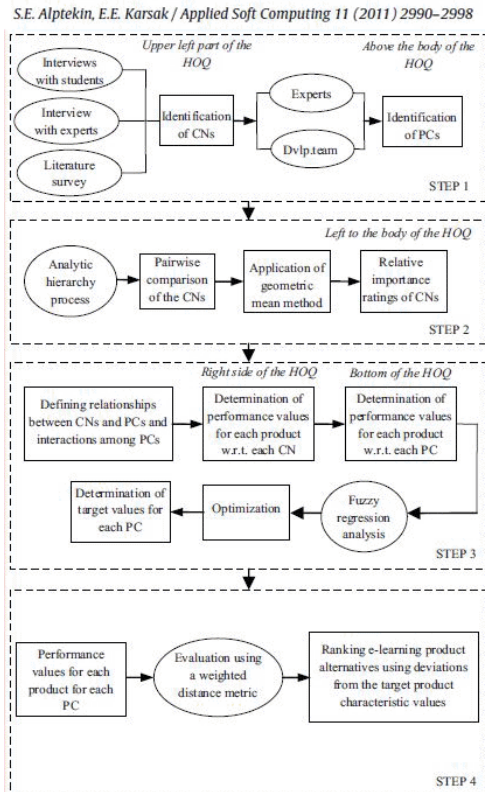 S.E. Alptekin, E.E. Karsak / Applied Soft Computing 11 (2011) 2990–2998
Upper left part of the
HOQ
Above the body of the
HOQ
Interviews
with students
Interview
with experts
Literature
survey
Identification
of CNs
Experts
Dvlp.team
Identification
of PCs
STEP 1
Left to the body of the HOQ
Analytic
hierarchy
process
Pairwise
comparison
of the CNs
Application of
geometric
mean method
Relative
importance
ratings of CNs
STEP 2
Right side of the HOQ
Bottom of the HOQ
Defining relationships
between CNs and PCs and
interactions among PCs
Determination of
performance values
for each product
w.r.t. each CN
Determination of
performance values
for each product
w.r.t. each PC
Determination of
target values for
each PC
Optimization
Fuzzy
regression
analysis
STEP 3
Performance
values for each
product for each
PC
Evaluation using
a weighted
distance metric
Ranking e-learning product
alternatives using deviations
from the target product
characteristic values
STEP 4